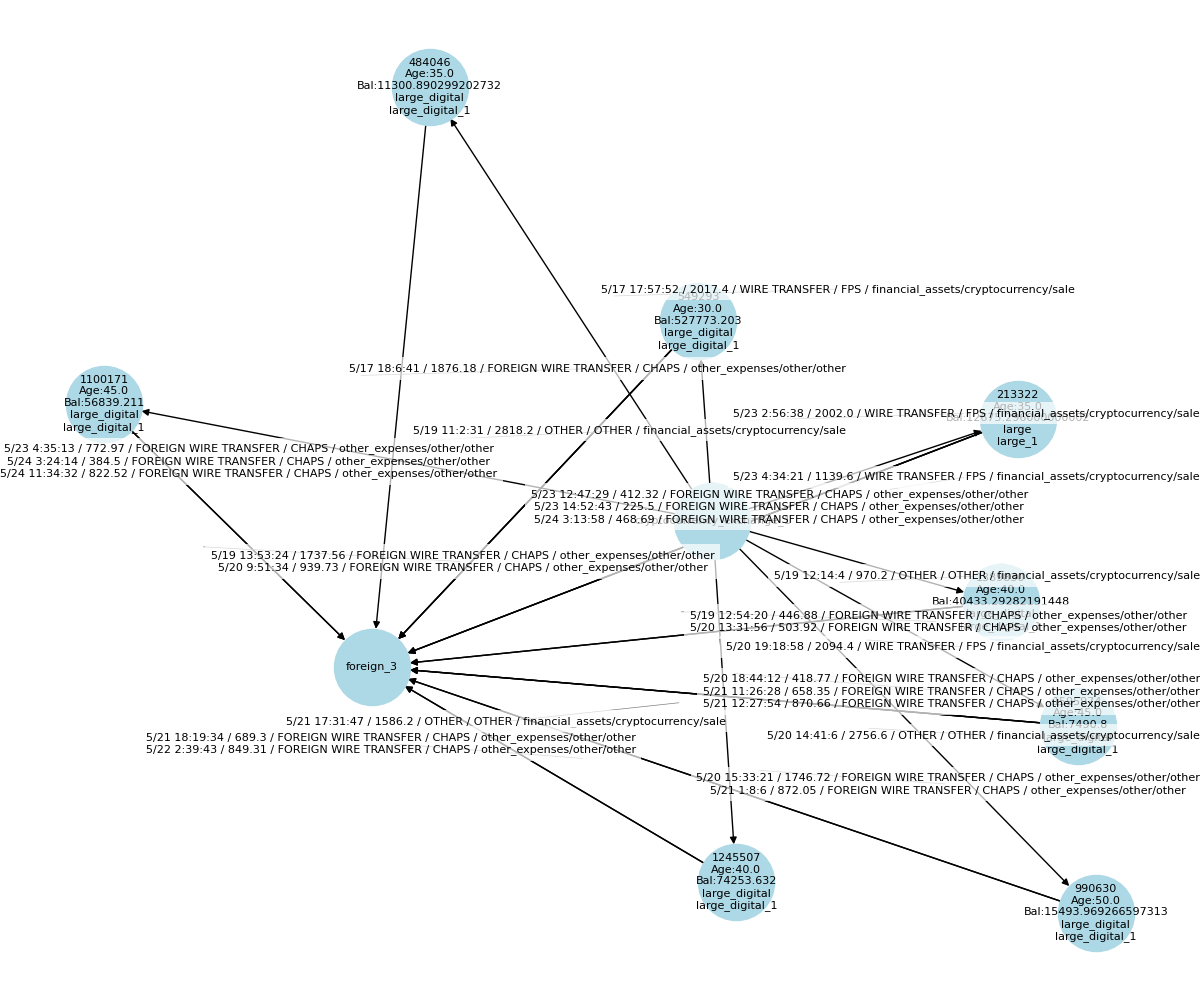 484046
Age:35.0
Bal:11300.890299202732
large_digital
large_digital_1
5/17 17:57:52 / 2017.4 / WIRE TRANSFER / FPS / financial_assets/cryptocurrency/sale
549293
Age:30.0
Bal:527773.203
large_digital
large_digital_1
5/17 18:6:41 / 1876.18 / FOREIGN WIRE TRANSFER / CHAPS / other_expenses/other/other
1100171
Age:45.0
Bal:56839.211
large_digital
large_digital_1
213322
Age:35.0
5/23 2:56:38 / 2002.0 / WIRE TRANSFER / FPS / financial_assets/cryptocurrency/sale
large
large_1
5/19 11:2:31 / 2818.2 / OTHER / OTHER / financial_assets/cryptocurrency/sale
5/23 4:35:13 / 772.97 / FOREIGN WIRE TRANSFER / CHAPS / other_expenses/other/other
5/24 3:24:14 / 384.5 / FOREIGN WIRE TRANSFER / CHAPS / other_expenses/other/other
5/24 11:34:32 / 822.52 / FOREIGN WIRE TRANSFER / CHAPS / other_expenses/other/other
5/23 4:34:21 / 1139.6 / WIRE TRANSFER / FPS / financial_assets/cryptocurrency/sale
5/23 12:47:29 / 412.32 / FOREIGN WIRE TRANSFER / CHAPS / other_expenses/other/other
5/23 14:52:43 / 225.5 / FOREIGN WIRE TRANSFER / CHAPS / other_expenses/other/other
5/24 3:13:58 / 468.69 / FOREIGN WIRE TRANSFER / CHAPS / other_expenses/other/other
5/19 13:53:24 / 1737.56 / FOREIGN WIRE TRANSFER / CHAPS / other_expenses/other/other
5/20 9:51:34 / 939.73 / FOREIGN WIRE TRANSFER / CHAPS / other_expenses/other/other
5/19 12:14:4 / 970.2 / OTHER / OTHER / financial_assets/cryptocurrency/sale
Age:40.0
Bal:40433.29282191448
5/19 12:54:20 / 446.88 / FOREIGN WIRE TRANSFER / CHAPS / other_expenses/other/other
5/20 13:31:56 / 503.92 / FOREIGN WIRE TRANSFER / CHAPS / other_expenses/other/other
5/20 19:18:58 / 2094.4 / WIRE TRANSFER / FPS / financial_assets/cryptocurrency/sale
foreign_3
5/20 18:44:12 / 418.77 / FOREIGN WIRE TRANSFER / CHAPS / other_expenses/other/other
5/21 11:26:28 / 658.35 / FOREIGN WIRE TRANSFER / CHAPS / other_expenses/other/other
5/21 12:27:54 / 870.66 / FOREIGN WIRE TRANSFER / CHAPS / other_expenses/other/other
Age:45.0
Bal:7490.8
5/21 17:31:47 / 1586.2 / OTHER / OTHER / financial_assets/cryptocurrency/sale
5/21 18:19:34 / 689.3 / FOREIGN WIRE TRANSFER / CHAPS / other_expenses/other/other
5/22 2:39:43 / 849.31 / FOREIGN WIRE TRANSFER / CHAPS / other_expenses/other/other
5/20 14:41:6 / 2756.6 / OTHER / OTHER / financial_assets/cryptocurrency/sale
large_digital_1
5/20 15:33:21 / 1746.72 / FOREIGN WIRE TRANSFER / CHAPS / other_expenses/other/other
5/21 1:8:6 / 872.05 / FOREIGN WIRE TRANSFER / CHAPS / other_expenses/other/other
1245507
Age:40.0
Bal:74253.632
large_digital
large_digital_1
990630
Age:50.0
Bal:15493.969266597313
large_digital
large_digital_1